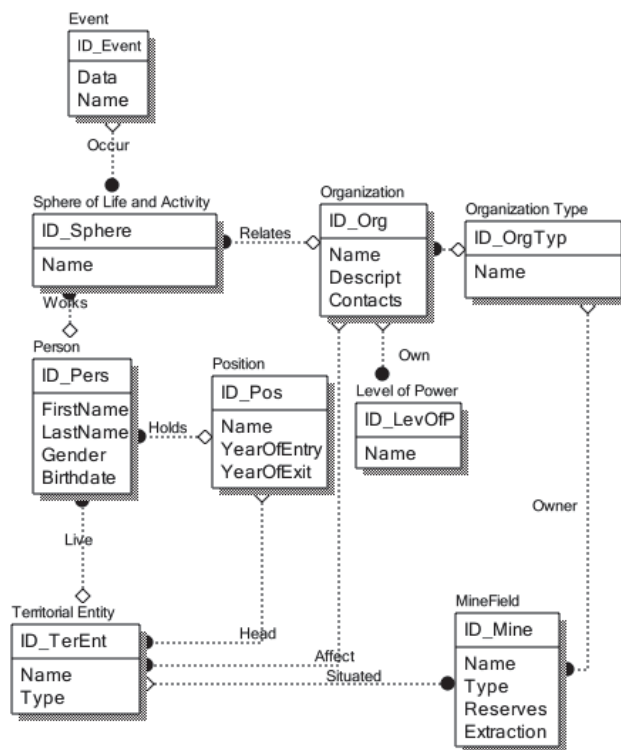 Event
ID_Event
Data
Name
Occur
Sphere of Life and Activity
ID_Sphere
Name
Relates
Organization
ID_Org
Name
Descript
Contacts
Organization Type
ID_OrgTyp
Name
Works
Person
ID_Pers
FirstName
LastName
Gender
Birthdate
Holds
Position
ID_Pos
Name
YearOfEntry
YearOfExit
Own
Level of Power
ID_LevOfP
Name
Owner
Live
Territorial Entity
ID_TerEnt
Name
Type
Head
Affect
Situated
MineField
ID_Mine
Name
Type
Reserves
Extraction